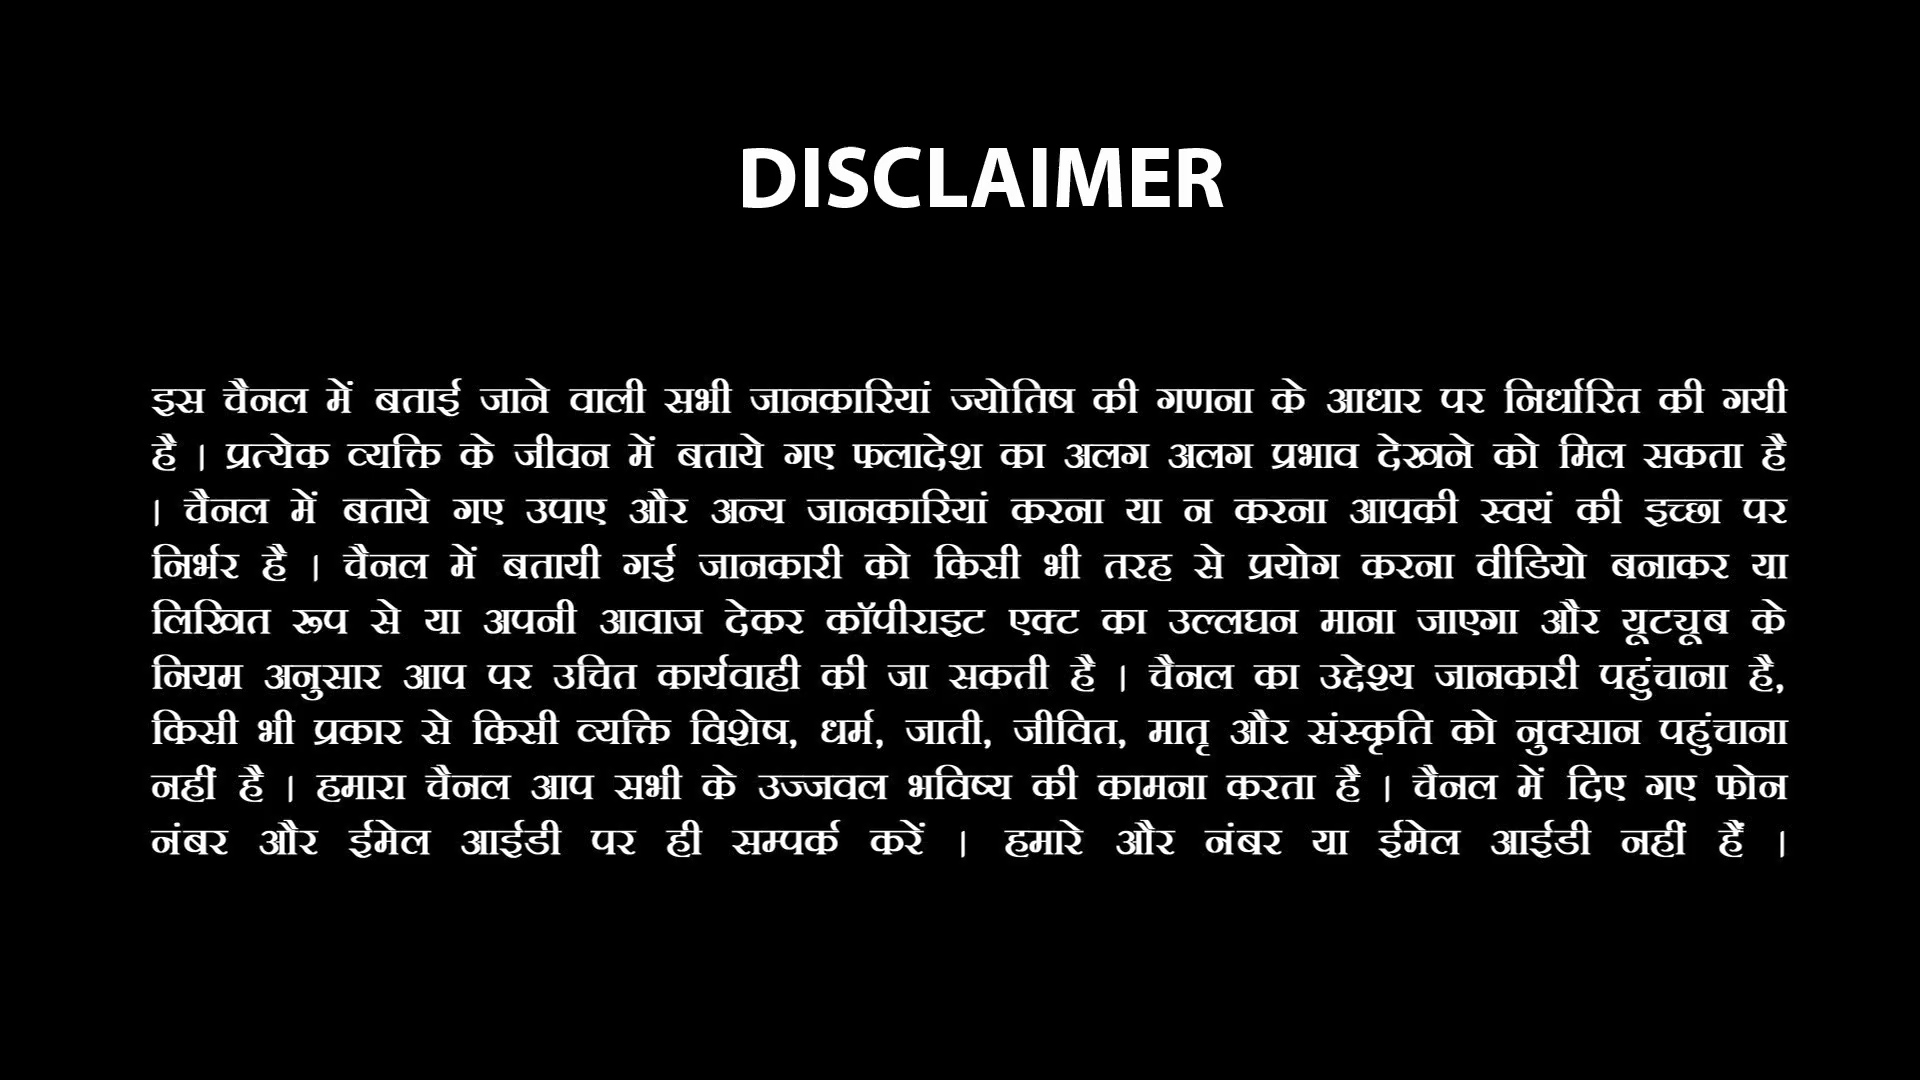 DISCLAIMER
इस चैनल में बताई जाने वाली सभी जानकारियां ज्योतिष की गणना के आधार पर निर्धारित की गयी
है । प्रत्येक व्यक्ति के जीवन में बताये गए फलादेश का अलग अलग प्रभाव देखने को मिल सकता है
। चैनल में बताये गए उपाए और अन्य जानकारियां करना या न करना आपकी स्वयं की इच्छा पर
निर्भर है । चैनल में बतायी गई जानकारी को किसी भी तरह से प्रयोग करना वीडियो बनाकर या
लिखित रूप से या अपनी आवाज देकर कॉपीराइट एक्ट का उल्लघन माना जाएगा और यूट्यूब के
नियम अनुसार आप पर उचित कार्यवाही की जा सकती है । चैनल का उद्देश्य जानकारी पहुंचाना है,
किसी भी प्रकार से किसी व्यक्ति विशेष, धर्म, जाती, जीवित, मातृ और संस्कृति को नुक्सान पहुंचाना
नहीं है । हमारा चैनल आप सभी के उज्जवल भविष्य की कामना करता है । चैनल में दिए गए फोन
नंबर और ईमेल आईडी पर ही सम्पर्क करें । हमारे और नंबर या ईमेल आईडी नहीं हैं ।